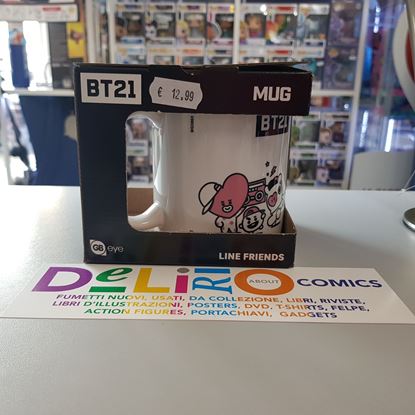 BT21
€ 12.99
MUG
BT21
GB eye
LINE FRIENDS
DeLiRiO ABOUT COMICS
FUMETTI NUOVI, USATI, DA COLLEZIONE, LIBRI, RIVISTE,
LIBRI D'ILLUSTRAZIONI, POSTERS, DVD, T-SHIRTS, FELPE,
ACTION FIGURES, PORTACHIAVI, GADGETS